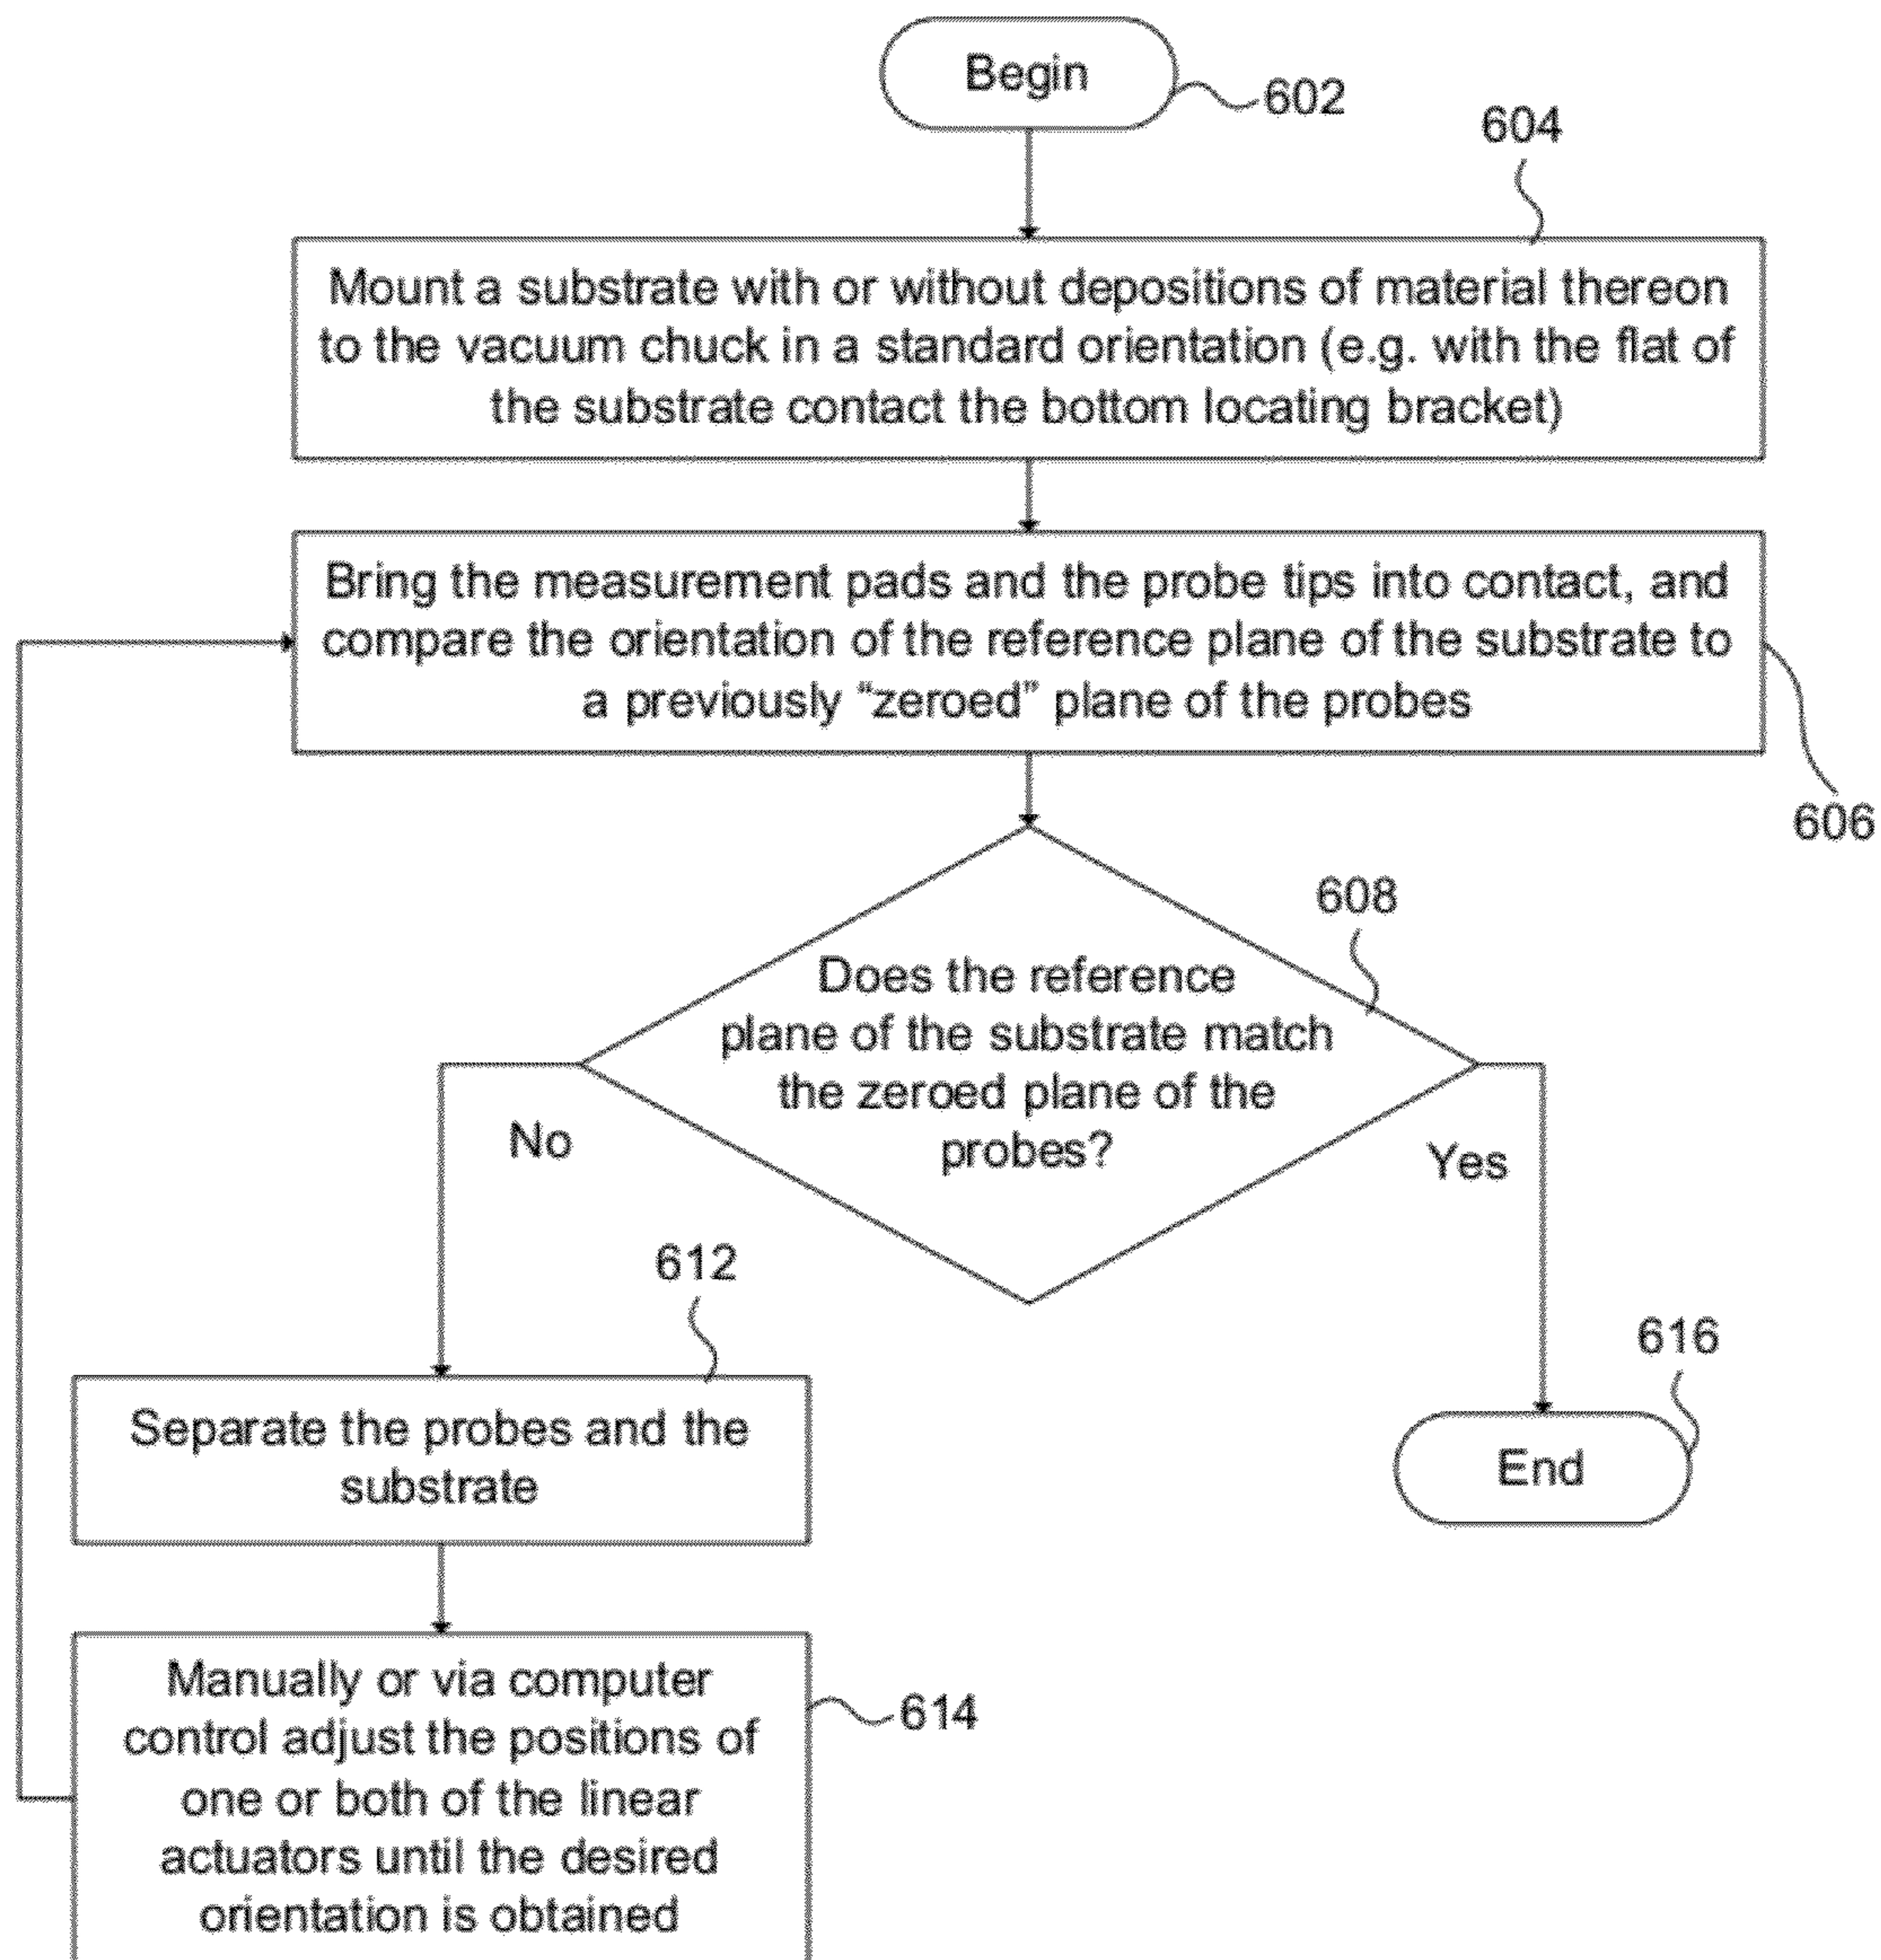 Begin
602
604
Mount a substrate with or without depositions of material thereon
to the vacuum chuck in a standard orientation (e.g. with the flat of
the substrate contact the bottom locating bracket)
Bring the measurement pads and the probe tips into contact, and
compare the orientation of the reference plane of the substrate to
a previously “zeroed” plane of the probes
606
608
Does the reference
plane of the substrate match
the zeroed plane of the
probes?
No
Yes
612
Separate the probes and the
substrate
616
End
Manually or via computer
control adjust the positions of
one or both of the linear
actuators until the desired
orientation is obtained
614